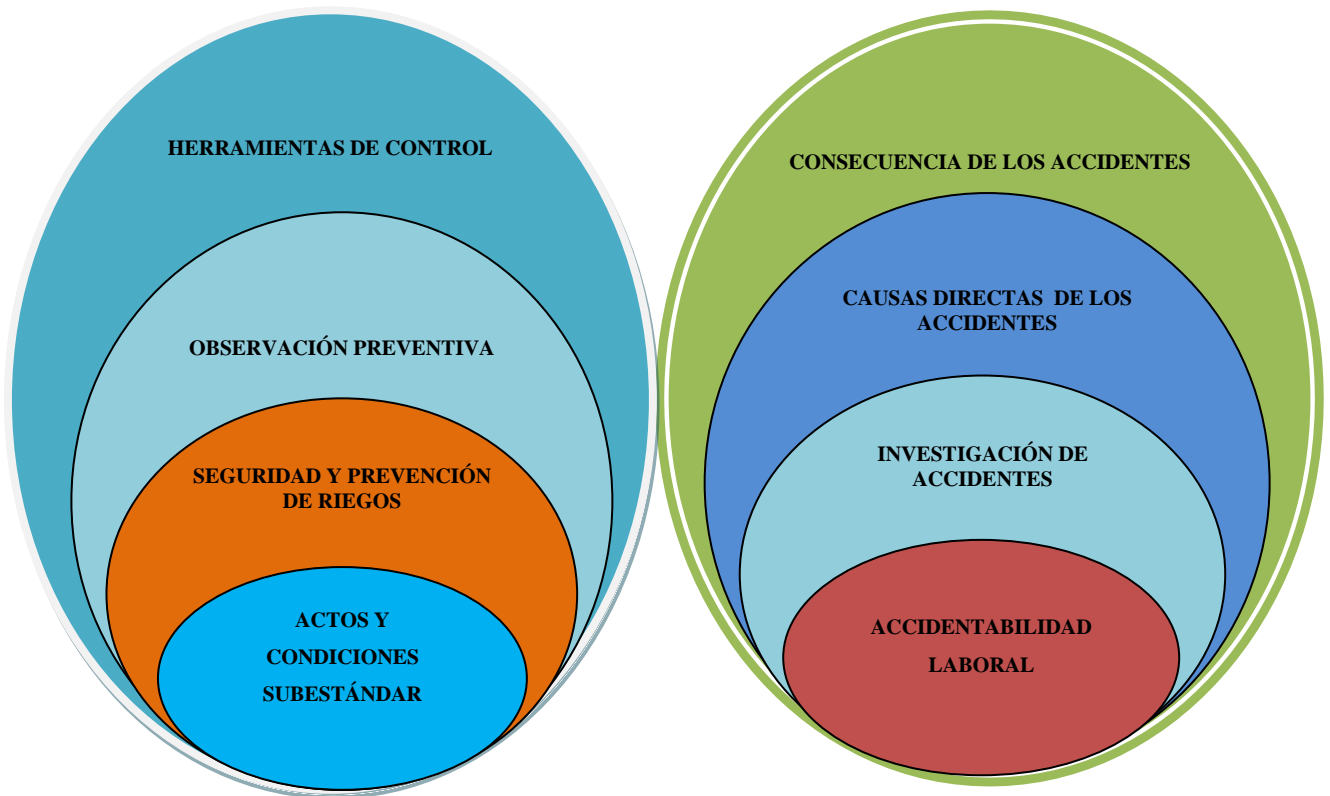 HERRAMIENTAS DE CONTROL
OBSERVACIÓN PREVENTIVA
SEGURIDAD Y PREVENCIÓN
DE RIEGOS
ACTOS Y
CONDICIONES
SUBESTÁNDAR
CONSECUENCIA DE LOS ACCIDENTES
CAUSAS DIRECTAS DE LOS
ACCIDENTES
INVESTIGACIÓN DE
ACCIDENTES
ACCIDENTABILIDAD
LABORAL